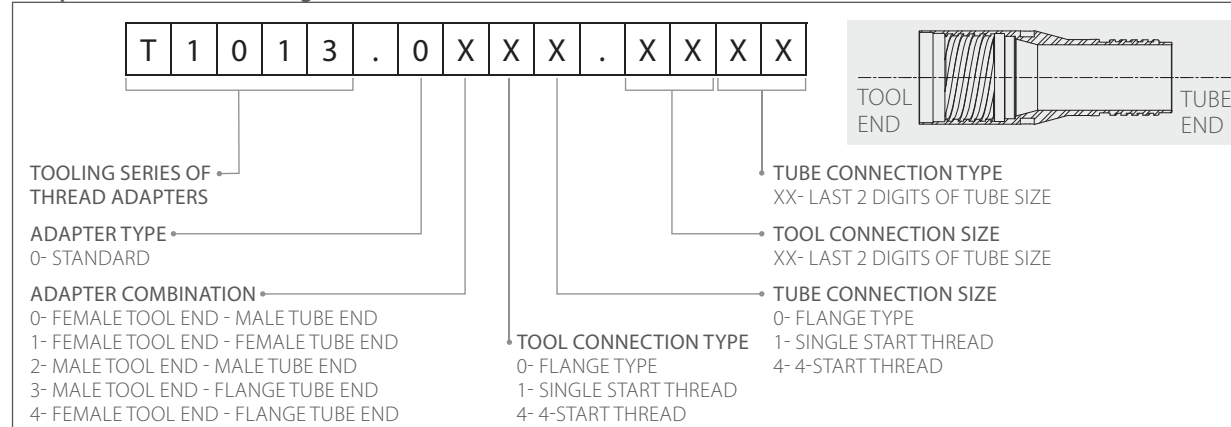 T 1 0 1 3 . 0 X X X . X X X X
TOOL END
TUBE END
TOOLING SERIES OF
THREAD ADAPTERS
ADAPTER TYPE
0- STANDARD
ADAPTER COMBINATION
0- FEMALE TOOL END - MALE TUBE END
1- FEMALE TOOL END - FEMALE TUBE END
2- MALE TOOL END - MALE TUBE END
3- MALE TOOL END - FLANGE TUBE END
4- FEMALE TOOL END - FLANGE TUBE END
TOOL CONNECTION TYPE
0- FLANGE TYPE
1- SINGLE START THREAD
4- 4-START THREAD
TUBE CONNECTION TYPE
XX- LAST 2 DIGITS OF TUBE SIZE
TOOL CONNECTION SIZE
XX- LAST 2 DIGITS OF TUBE SIZE
TUBE CONNECTION SIZE
0- FLANGE TYPE
1- SINGLE START THREAD
4- 4-START THREAD